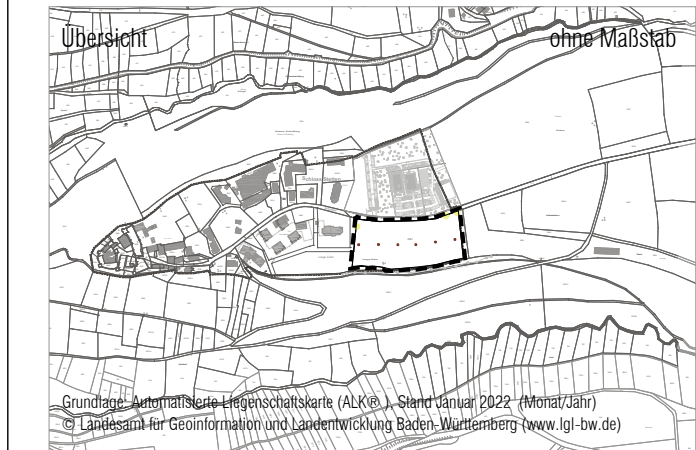 Übersicht
ohne Maßstab
Grundlage: Automatisierte Liegenschaftskarte (ALK® ), Stand Januar 2022 (Monat/Jahr)
© Landesamt für Geoinformation und Landentwicklung Baden-Württemberg (www.lgl-bw.de)